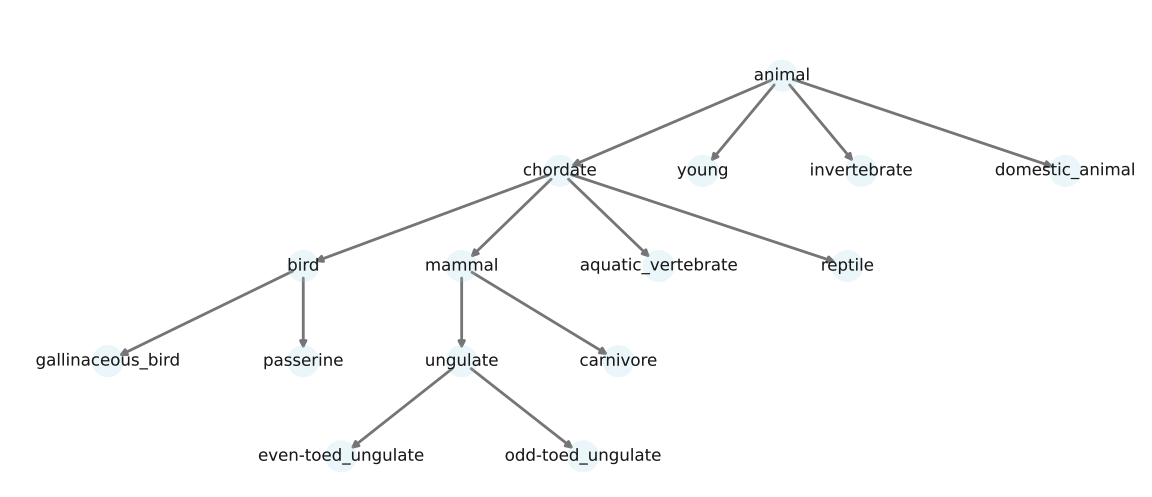 animal
chordate young invertebrate domestic_animal
bird mammal aquatic_vertebrate reptile
gallinaceous_bird passerine ungulate carnivore
even-toed_ungulate odd-toed_ungulate